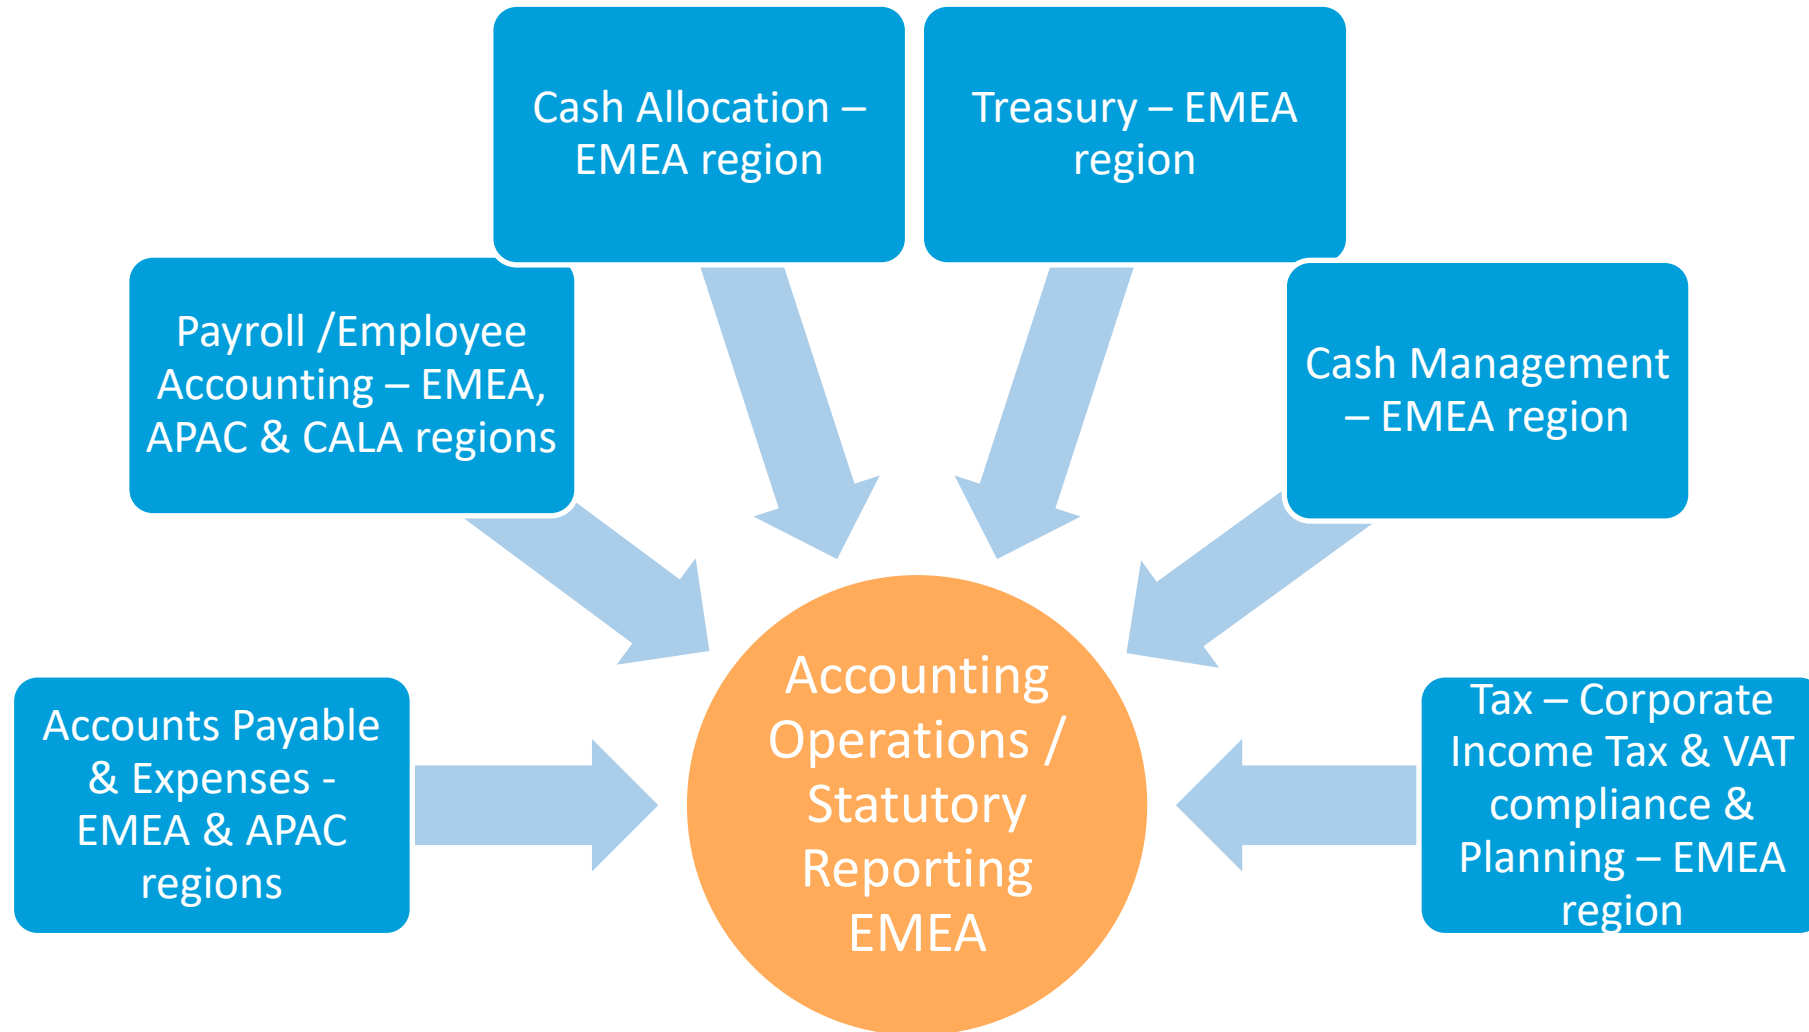 Cash Allocation –
EMEA region
Treasury – EMEA
region
Payroll /Employee
Accounting – EMEA,
APAC & CALA regions
Cash Management
– EMEA region
Accounts Payable
& Expenses -
EMEA & APAC
regions
Accounting
Operations /
Statutory
Reporting
EMEA
Tax – Corporate
Income Tax & VAT
compliance &
Planning – EMEA
region